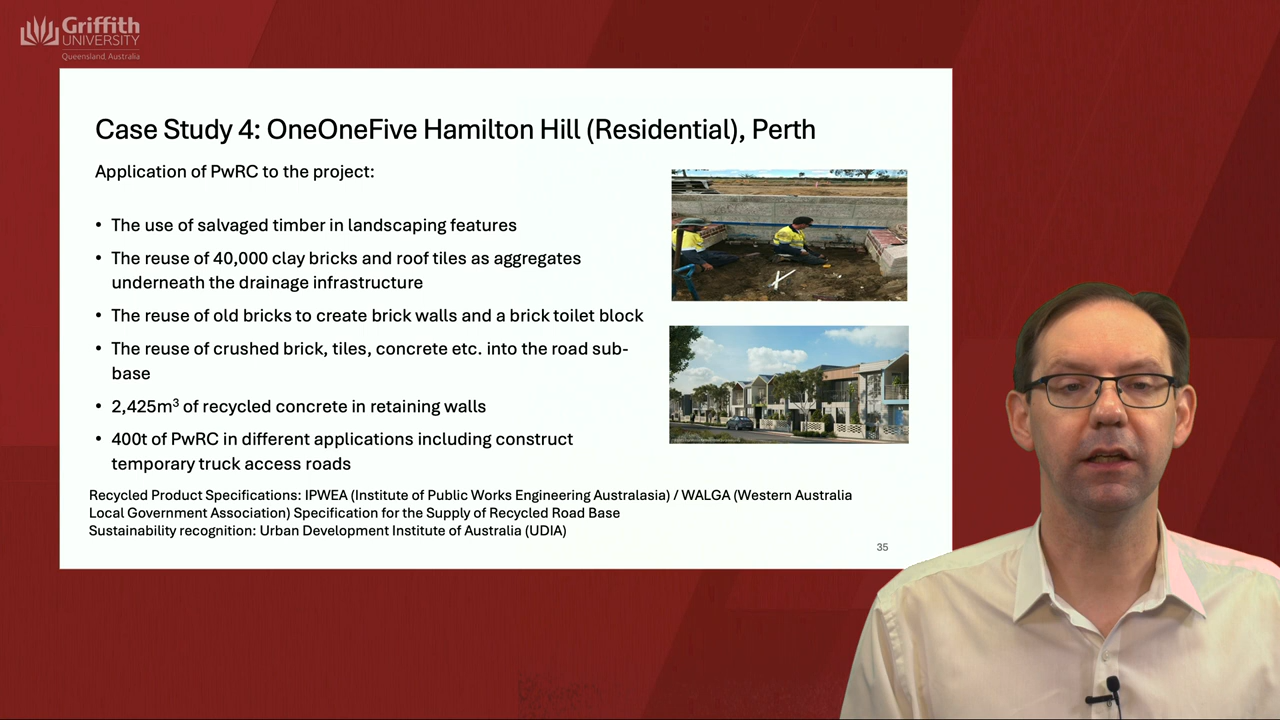 Griffith
UNIVERSITY
Queensland, Australia
Case Study 4: OneOneFive Hamilton Hill (Residential), Perth
Application of PwRC to the project:
• The use of salvaged timber in landscaping features
• The reuse of 40,000 clay bricks and roof tiles as aggregates
underneath the drainage infrastructure
• The reuse of old bricks to create brick walls and a brick toilet block
• The reuse of crushed brick, tiles, concrete etc. into the road sub-
base
• 2,425m³ of recycled concrete in retaining walls
• 400t of PwRC in different applications including construct
temporary truck access roads
Recycled Product Specifications: IPWEA (Institute of Public Works Engineering Australasia) / WALGA (Western Australia
Local Government Association) Specification for the Supply of Recycled Road Base
Sustainability recognition: Urban Development Institute of Australia (UDIA)
35